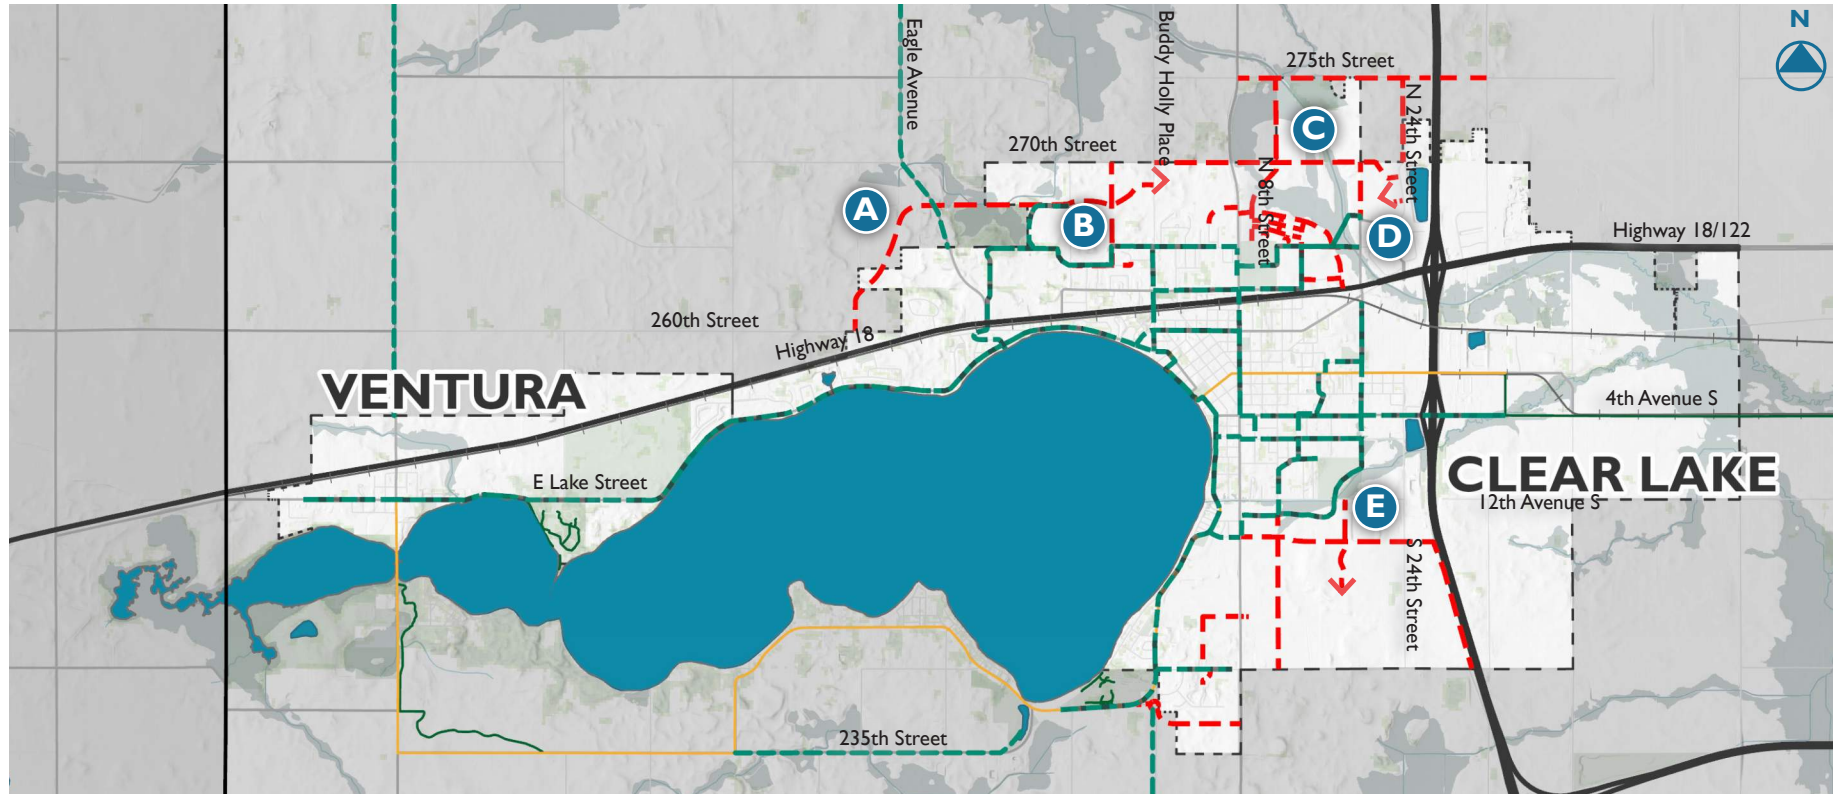 N
Eagle Avenue
Buddy Holly Place
275th Street
N 24th Street
C
270th Street
N 8th Street
A
B
D
Highway 18/122
260th Street
Highway 18
VENTURA
4th Avenue S
CLEAR LAKE
E Lake Street
12th Avenue S
E
S 24th Street
235th Street